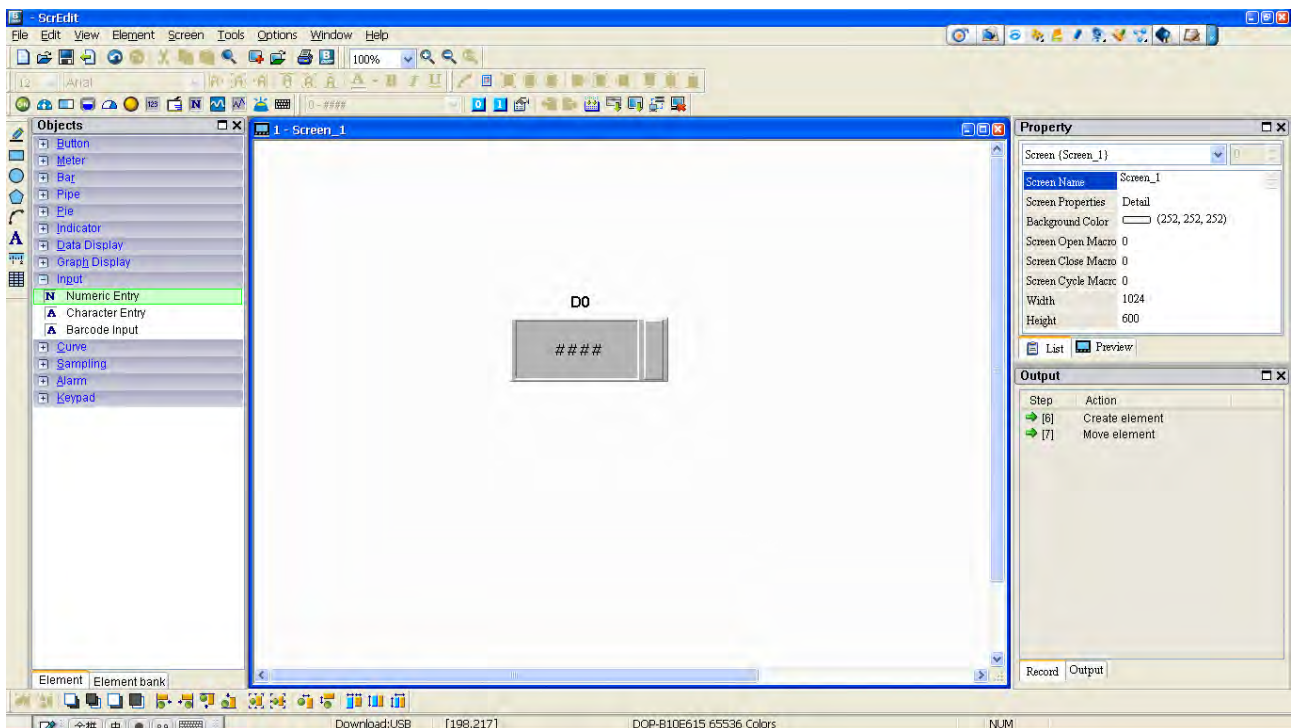 - ScrEdit
File Edit View Element Screen Tools Options Window Help
100%
12 Arial
0 - ####
Objects
Button
Meter
Bar
Pipe
Pie
Indicator
Data Display
Graph Display
Input
N Numeric Entry
A Character Entry
A Barcode Input
Curve
Sampling
Alarm
Keypad
Element Element bank
1 - Screen_1
D0
####
Property
Screen {Screen_1} 0
Screen Name Screen_1
Screen Properties Detail
Background Color (252, 252, 252)
Screen Open Macro 0
Screen Close Macro 0
Screen Cycle Macrc 0
Width 1024
Height 600
List Preview
Output
Step Action
[6] Create element
[7] Move element
Record Output
Download:USB [198.217] DOP-B10E615 65536 Colors NUM